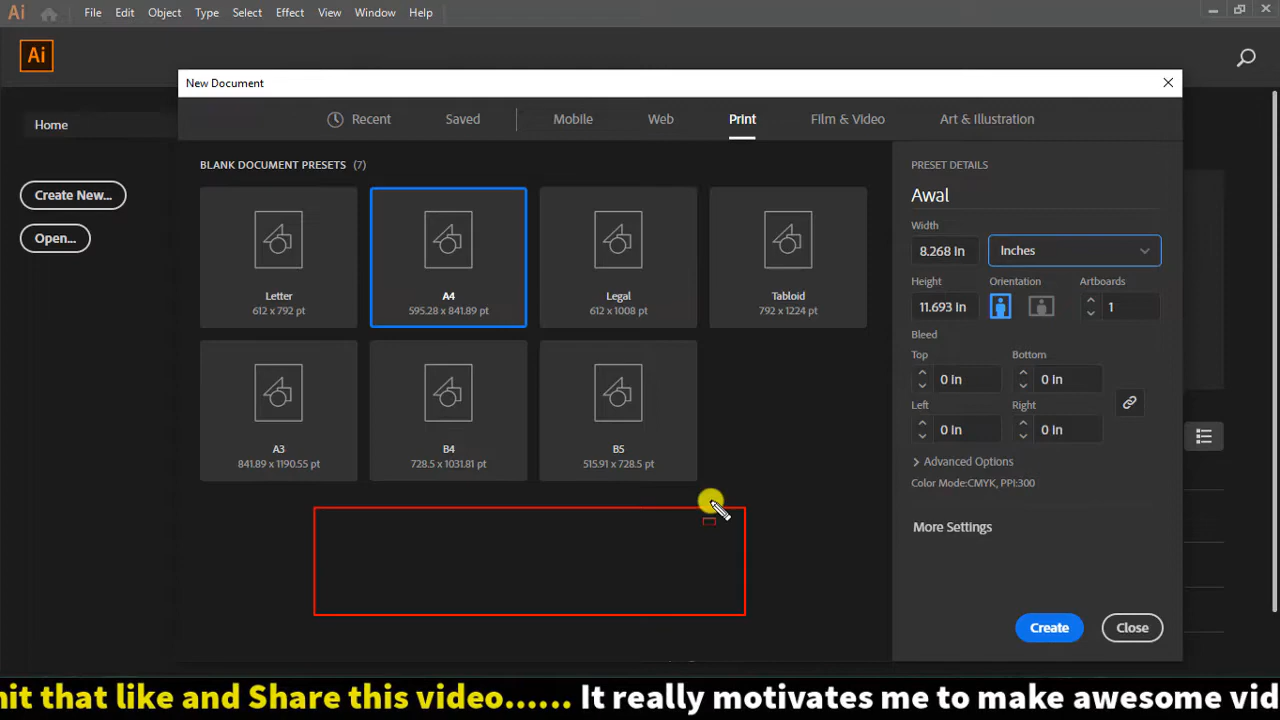 Ai File Edit Object Type Select Effect View Window Help
Ai
New Document
Recent Saved Mobile Web Print Film & Video Art & Illustration
Home
Create New...
Open...
BLANK DOCUMENT PRESETS (7)
Letter
612 x 792 pt
A4
595.28 x 841.89 pt
Legal
612 x 1008 pt
Tabloid
792 x 1224 pt
A3
841.89 x 1190.55 pt
B4
728.5 x 1031.81 pt
B5
515.91 x 728.5 pt
PRESET DETAILS
Awal
Width
8.268 in Inches
Height Orientation Artboards
11.693 in 1
Bleed
Top Bottom
0 in 0 in
Left Right
0 in 0 in
Advanced Options
Color Mode:CMYK, PPI:300
More Settings
Create Close
that like and Share this video...... It really motivates me to make awesome